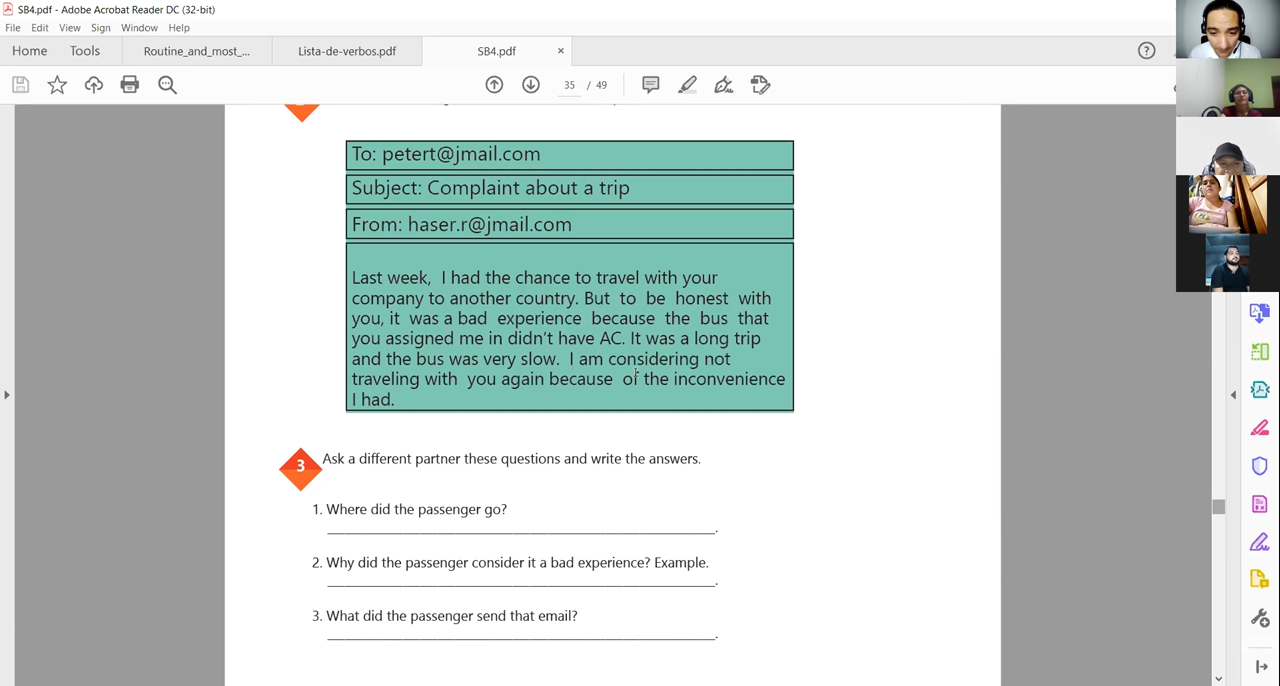 SB4.pdf - Adobe Acrobat Reader DC (32-bit)
File Edit View Sign Window Help
Home Tools Routine_and_most_... Lista-de-verbos.pdf SB4.pdf ×
35 / 49
To: petert@jmail.com
Subject: Complaint about a trip
From: haser.r@jmail.com
Last week, I had the chance to travel with your
company to another country. But to be honest with
you, it was a bad experience because the bus that
you assigned me in didn't have AC. It was a long trip
and the bus was very slow. I am considering not
traveling with you again because of the inconvenience
I had.
3 Ask a different partner these questions and write the answers.
1. Where did the passenger go?
2. Why did the passenger consider it a bad experience? Example.
3. What did the passenger send that email?